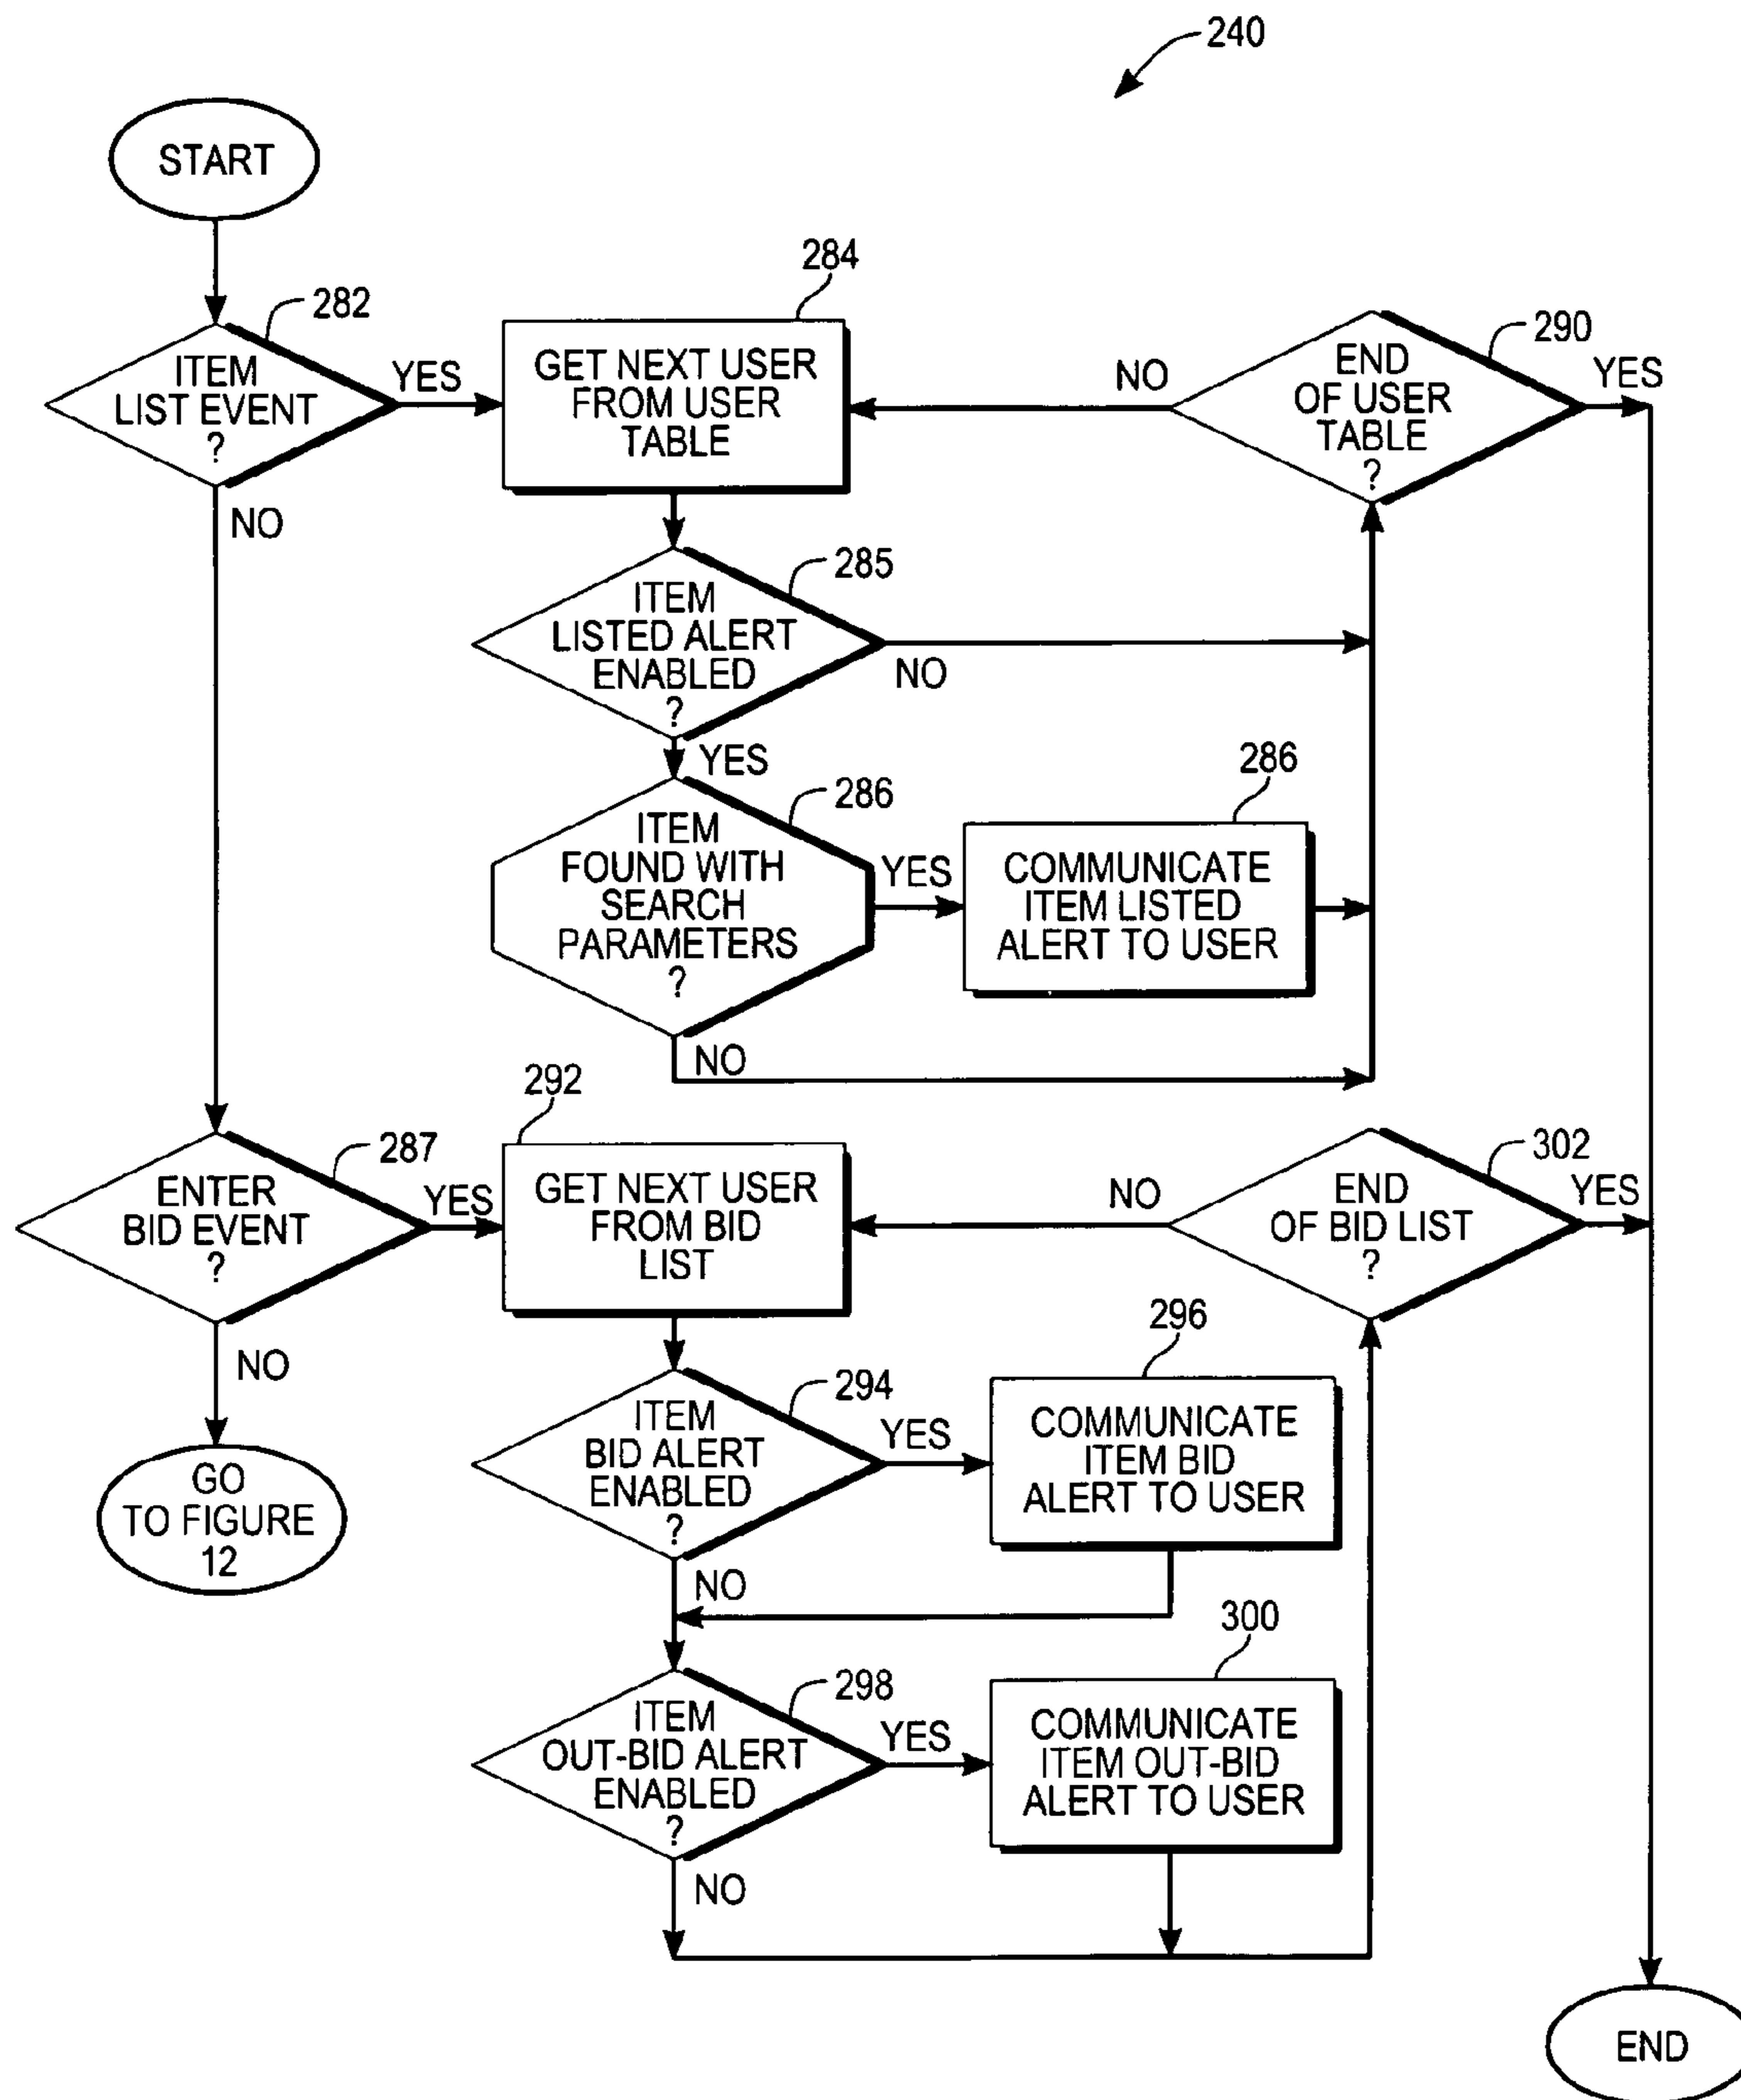 240
START
282
ITEM
LIST EVENT
?
YES
NO
284
GET NEXT USER
FROM USER
TABLE
290
END
OF USER
TABLE
?
NO
YES
285
ITEM
LISTED ALERT
ENABLED
?
NO
YES
286
ITEM
FOUND WITH
SEARCH
PARAMETERS
?
YES
NO
286
COMMUNICATE
ITEM LISTED
ALERT TO USER
287
ENTER
BID EVENT
?
YES
NO
GO
TO FIGURE
12
292
GET NEXT USER
FROM BID
LIST
302
END
OF BID LIST
?
NO
YES
294
ITEM
BID ALERT
ENABLED
?
YES
NO
296
COMMUNICATE
ITEM BID
ALERT TO USER
298
ITEM
OUT-BID ALERT
ENABLED
?
YES
NO
300
COMMUNICATE
ITEM OUT-BID
ALERT TO USER
END